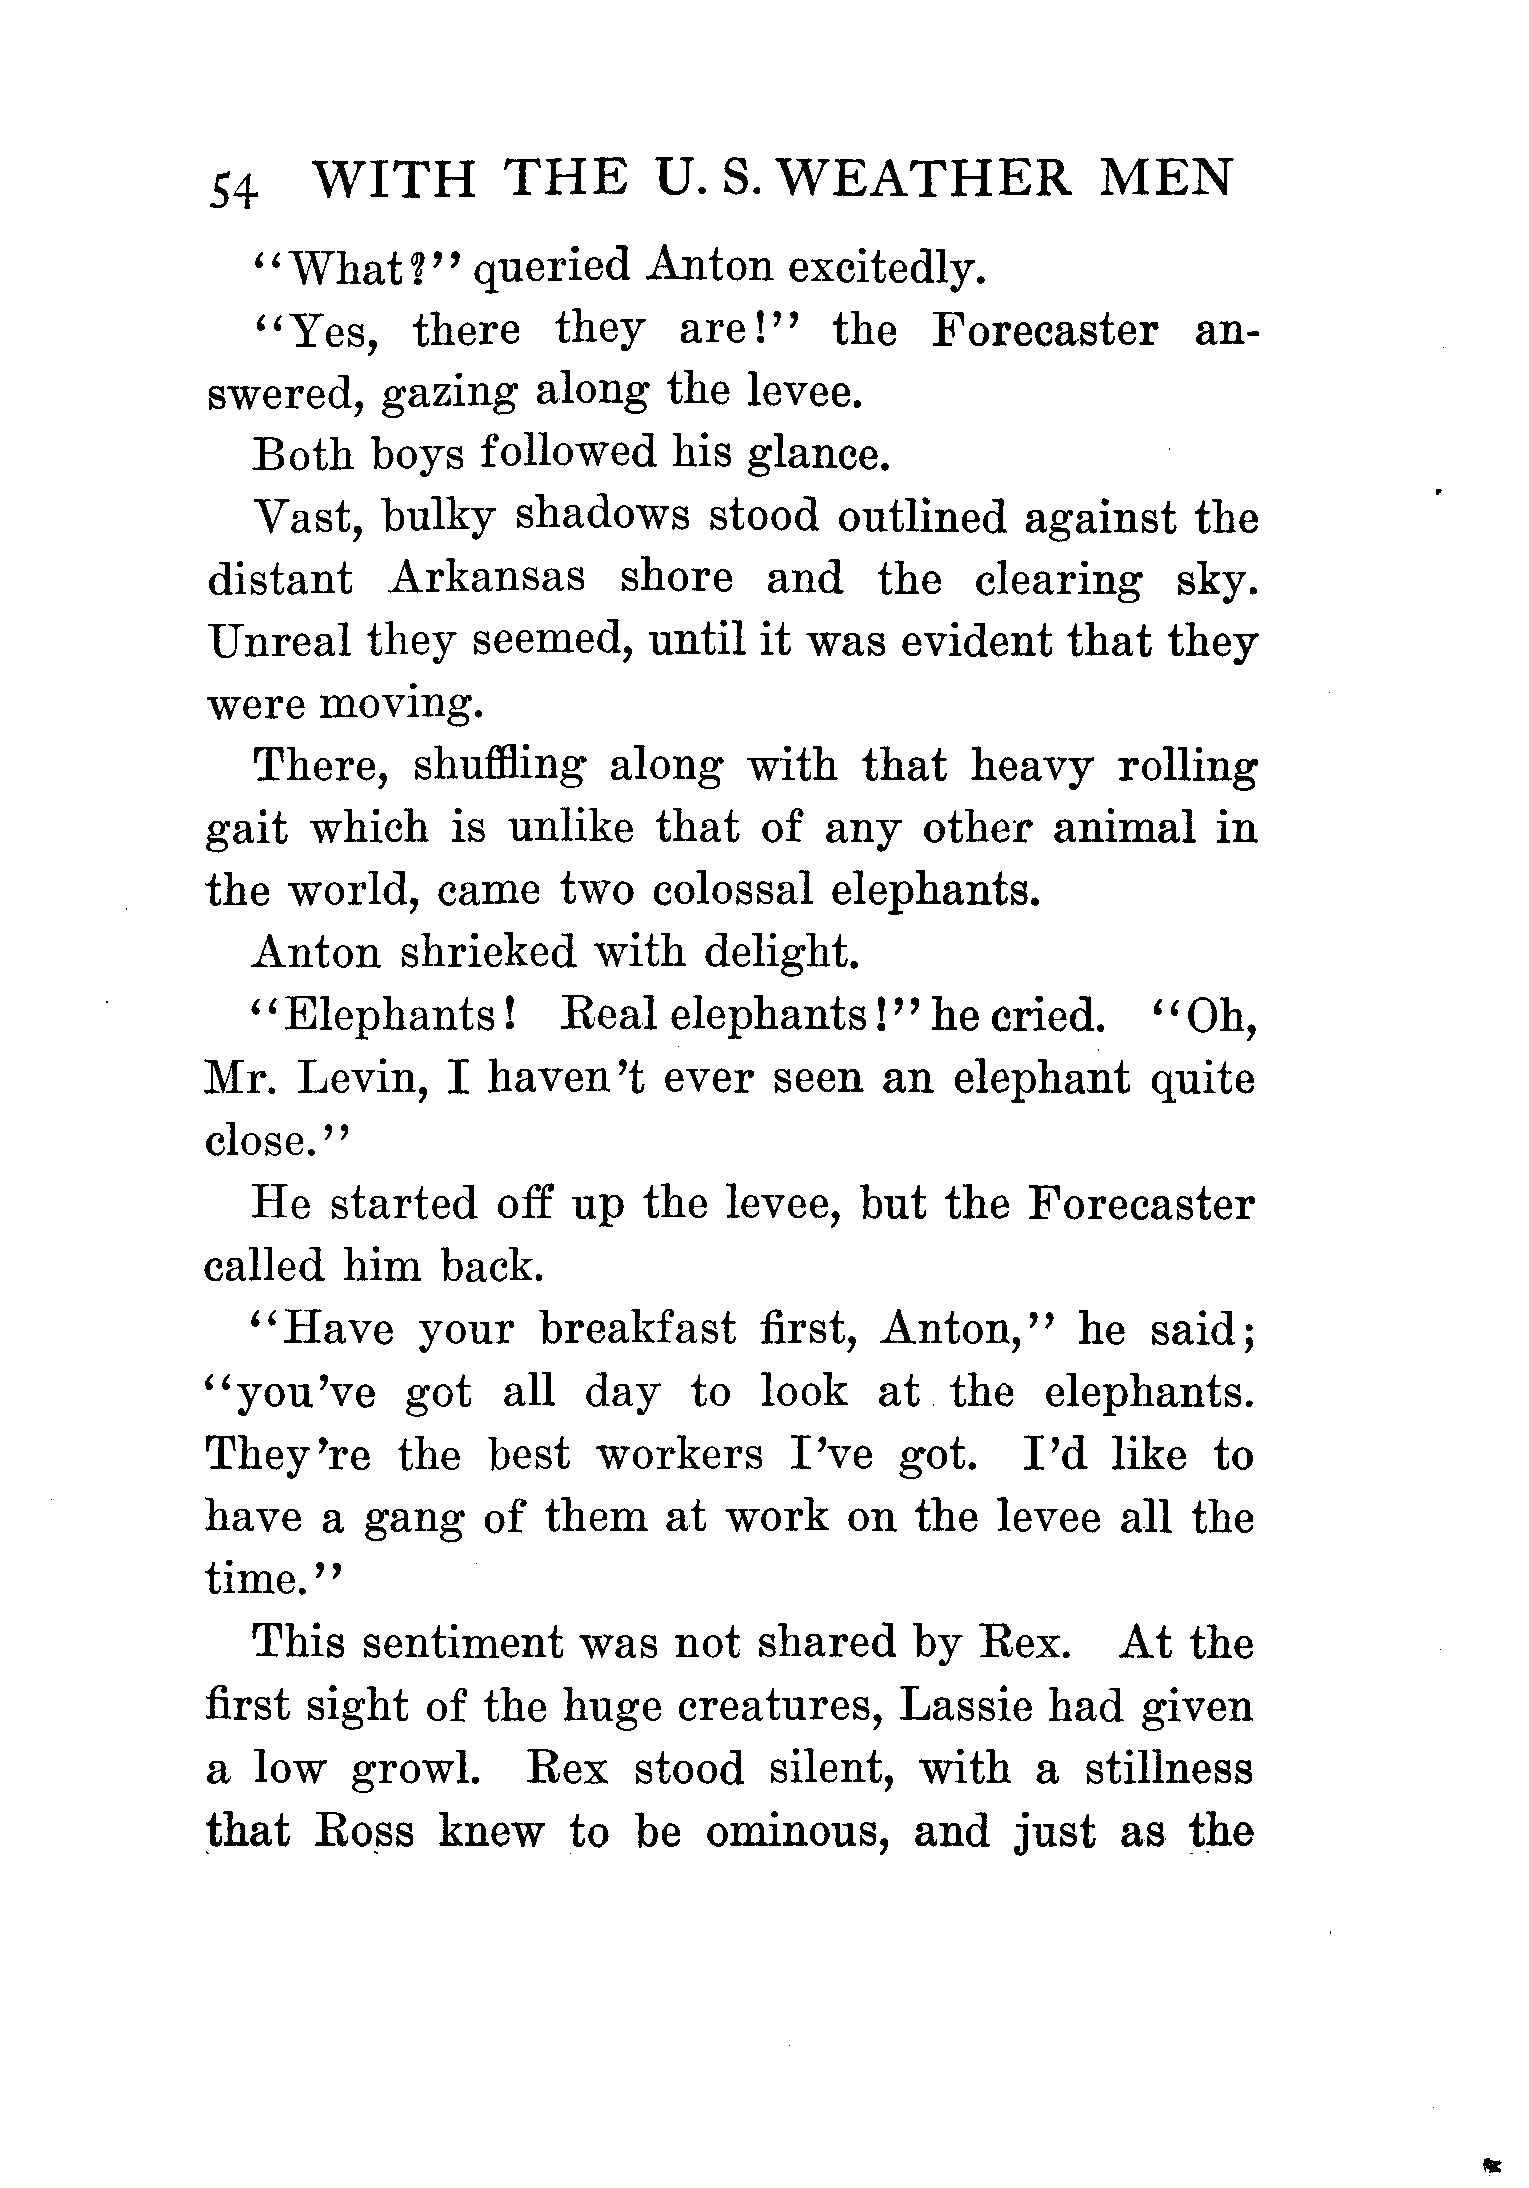 54 WITH THE U. S. WEATHER MEN
“What?” queried Anton excitedly.
“Yes, there they are!” the Forecaster an-
swered, gazing along the levee.
Both boys followed his glance.
Vast, bulky shadows stood outlined against the
distant Arkansas shore and the clearing sky.
Unreal they seemed, until it was evident that they
were moving.
There, shuffling along with that heavy rolling
gait which is unlike that of any other animal in
the world, came two colossal elephants.
Anton shrieked with delight.
“Elephants! Real elephants!” he cried. “Oh,
Mr. Levin, I haven’t ever seen an elephant quite
close.”
He started off up the levee, but the Forecaster
called him back.
“Have your breakfast first, Anton,” he said;
“you’ve got all day to look at the elephants.
They’re the best workers I’ve got. I’d like to
have a gang of them at work on the levee all the
time.”
This sentiment was not shared by Rex. At the
first sight of the huge creatures, Lassie had given
a low growl. Rex stood silent, with a stillness
that Ross knew to be ominous, and just as the